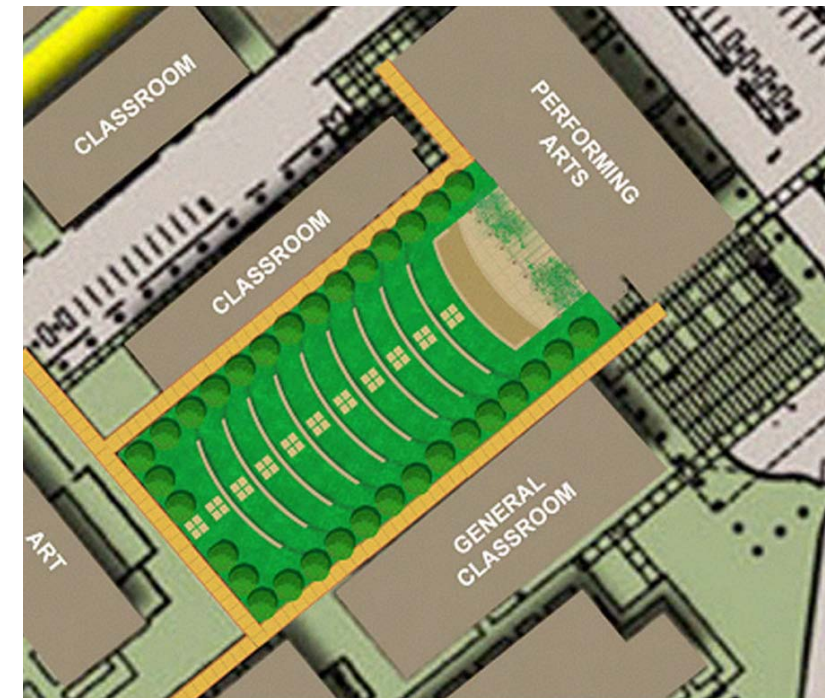 CLASSROOM
PERFORMING
ARTS
CLASSROOM
GENERAL
CLASSROOM
ART